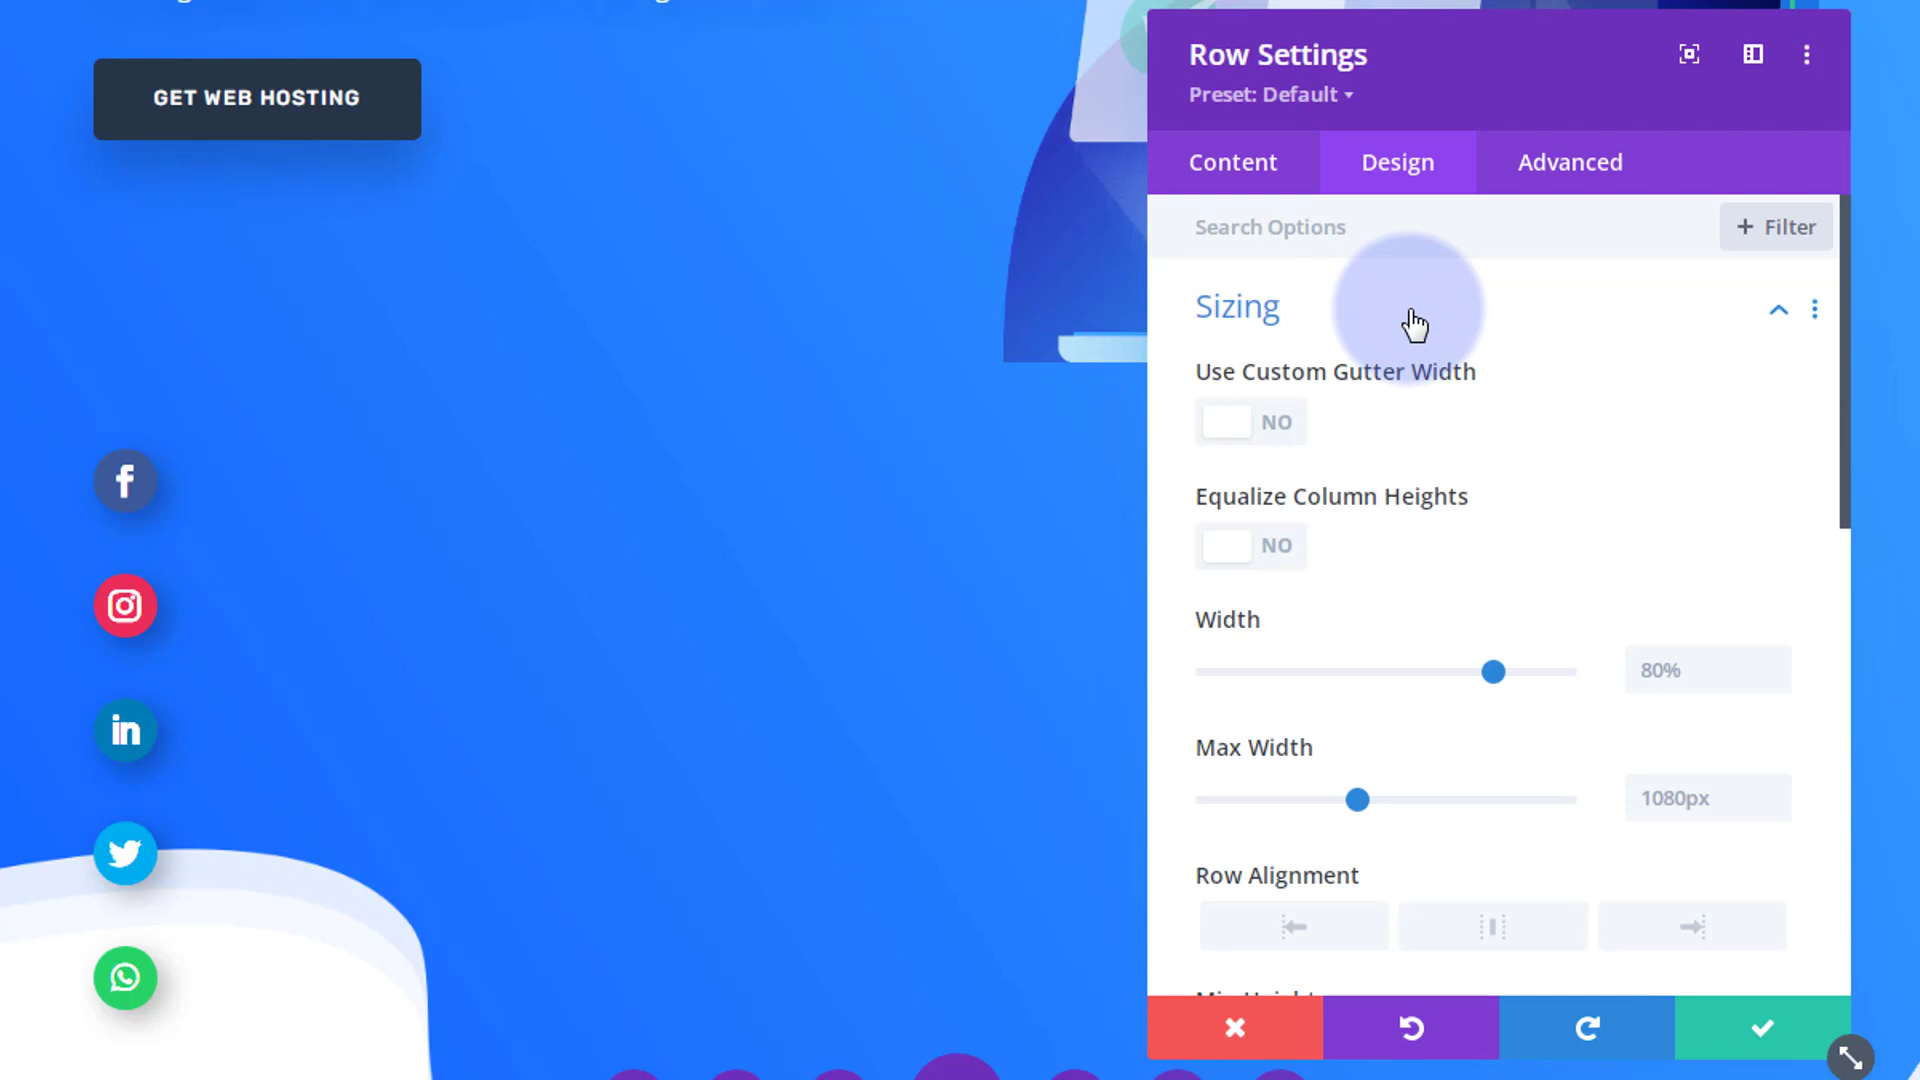 GET WEB HOSTING
Row Settings
Preset: Default
Content Design Advanced
Search Options
+ Filter
Sizing
Use Custom Gutter Width
NO
Equalize Column Heights
NO
Width
80%
Max Width
1080px
Row Alignment
f
in